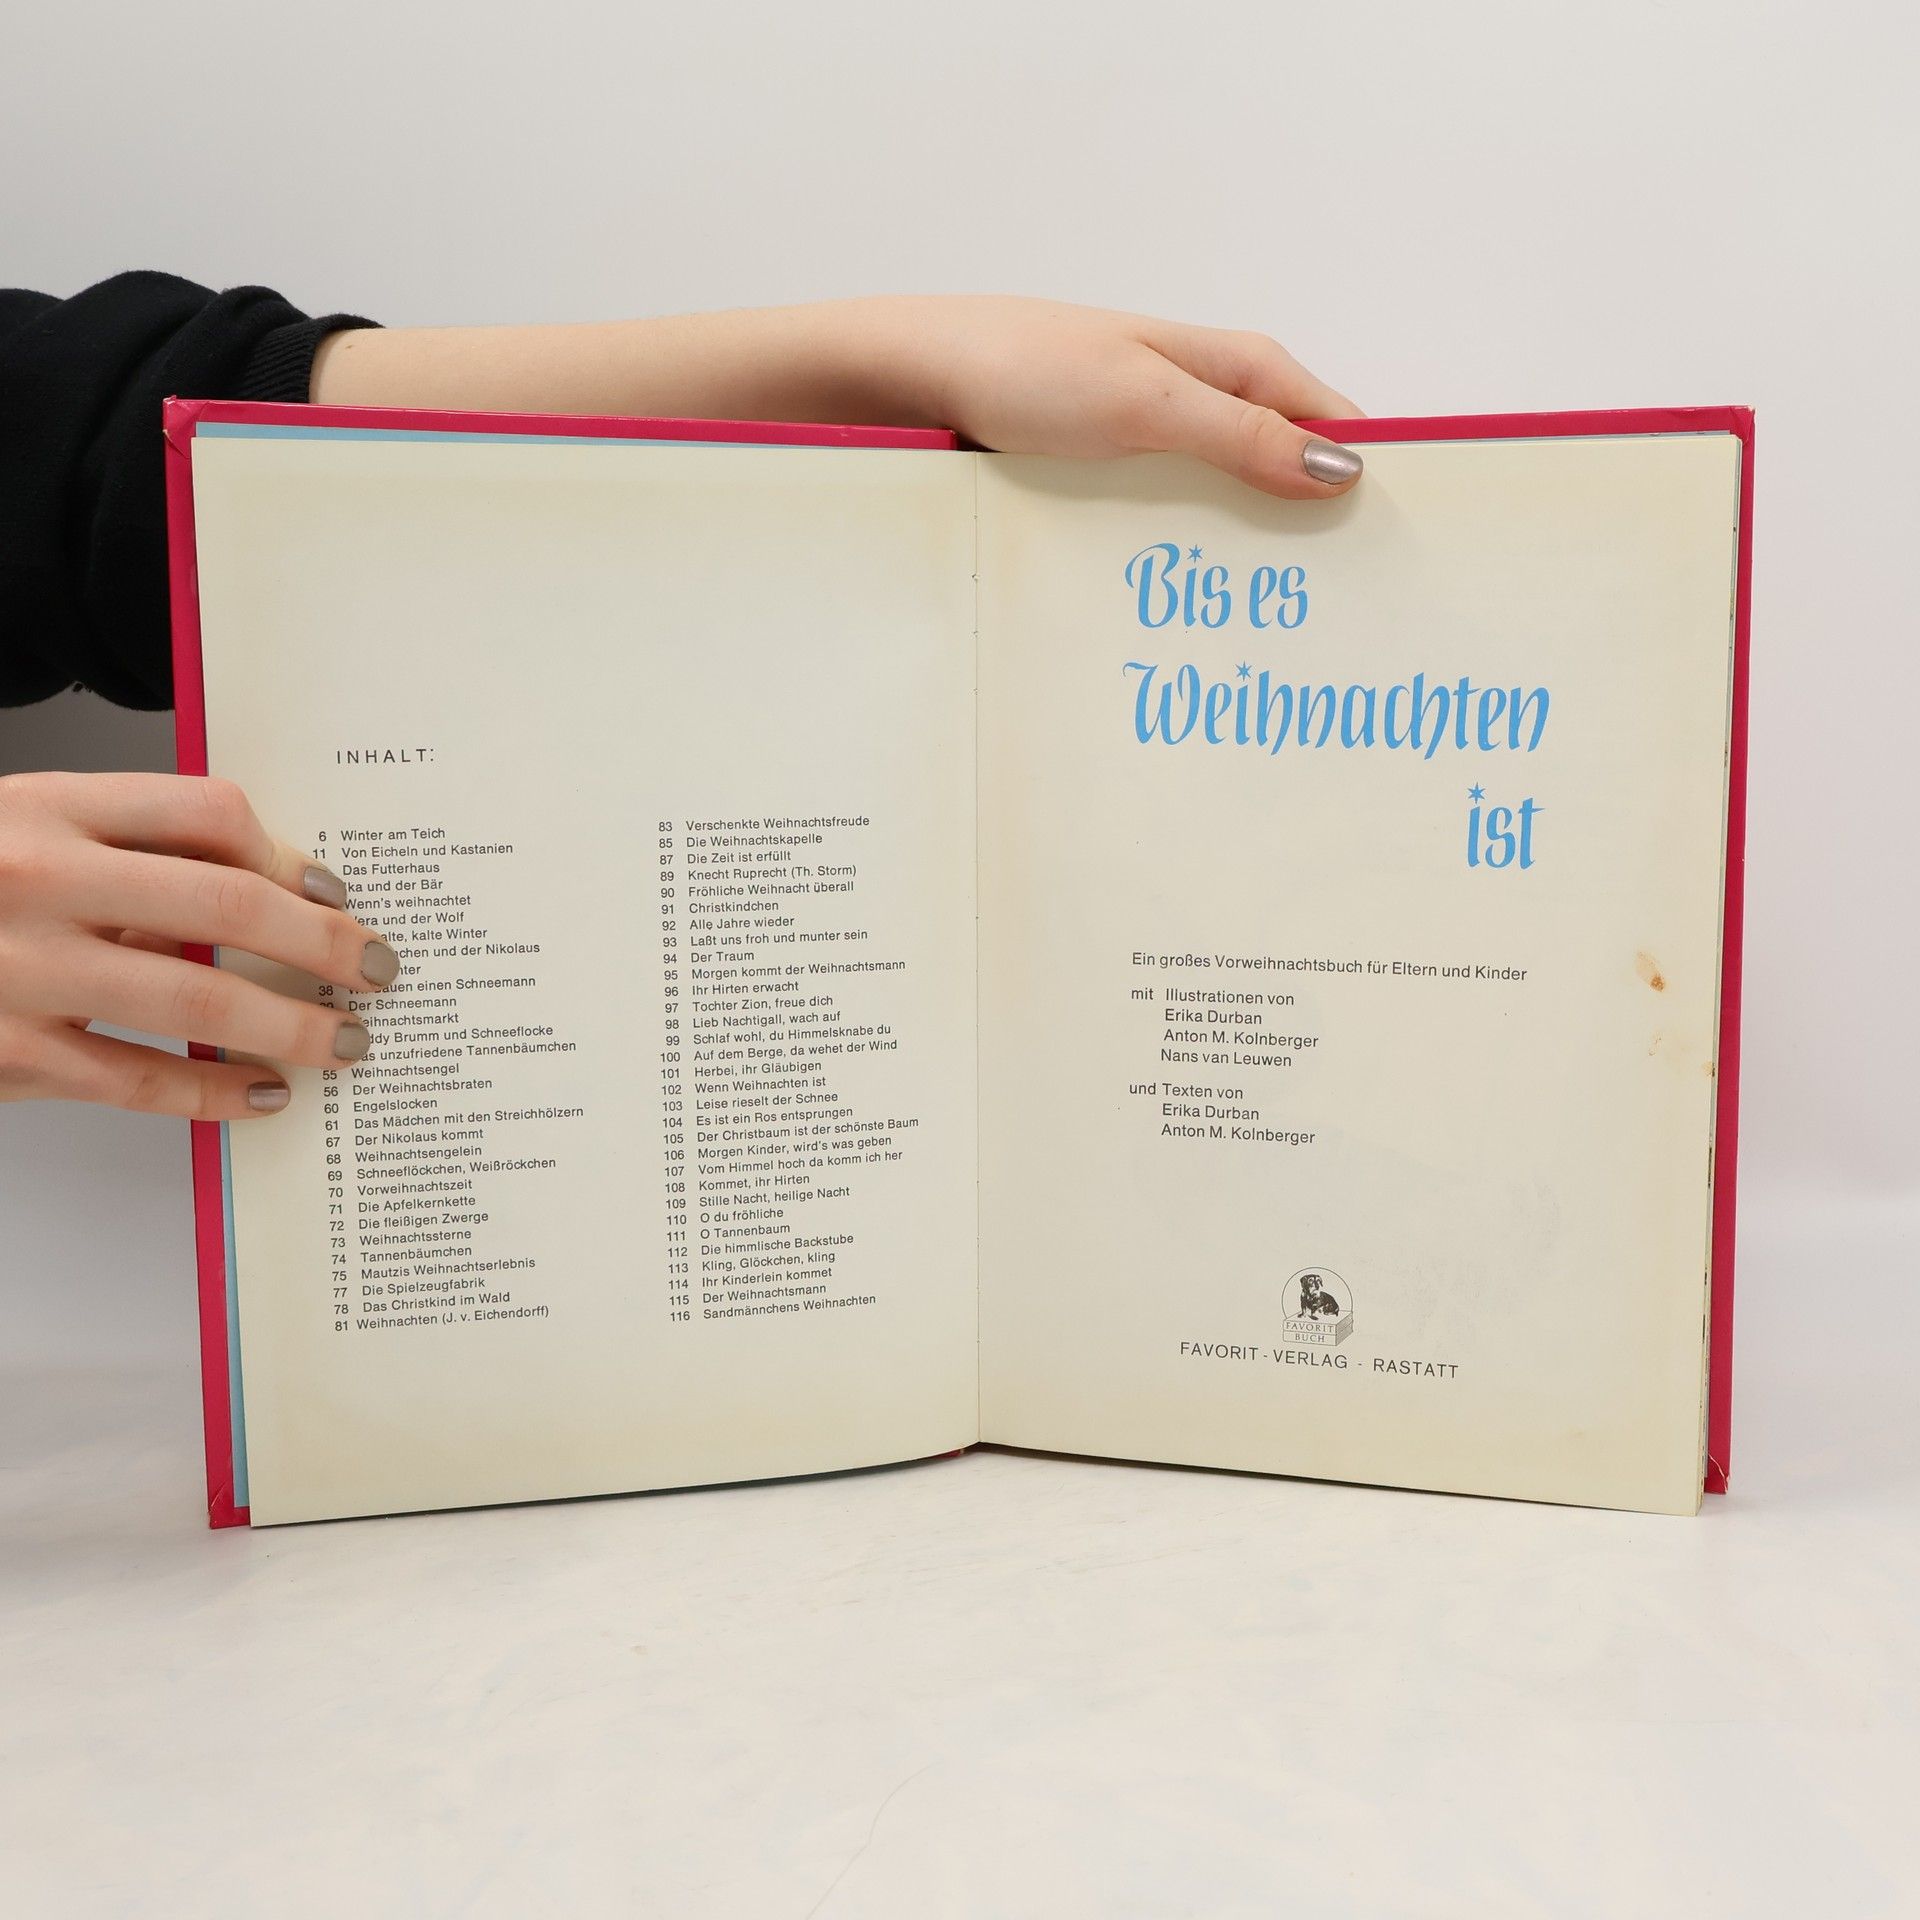 INHALT:
6 Winter am Teich
11 Von Eicheln und Kastanien
Das Futterhaus
und der Bär
Wenn's weihnachtet
und der Wolf
kalte Winter
und der Nikolaus
38 bauen einen Schneemann
Der Schneemann
Brumm und Schneeflocke
unzufriedene Tannenbäumchen
55 Weihnachtsengel
56 Der Weihnachtsbraten
60 Engelslocken
61 Das Mädchen mit den Streichhölzern
67 Der Nikolaus kommt
68 Weihnachtsengelein
69 Schneeflöckchen, Weißröckchen
70 Vorweihnachtszeit
71 Die Apfelkernkette
72 Die fleißigen Zwerge
73 Weihnachtssterne
74 Tannenbäumchen
75 Mautzis Weihnachtserlebnis
77 Die Spielzeugfabrik
78 Das Christkind im Wald
81 Weihnachten (J. v. Eichendorff)
83 Verschenkte Weihnachtsfreude
85 Die Weihnachtskapelle
87 Die Zeit ist erfüllt
89 Knecht Ruprecht (Th. Storm)
90 Fröhliche Weihnacht überall
91 Christkindchen
92 Alle Jahre wieder
93 Laßt uns froh und munter sein
94 Der Traum
95 Morgen kommt der Weihnachtsmann
96 Ihr Hirten erwacht
97 Tochter Zion, freue dich
98 Lieb Nachtigall, wach auf
99 Schlaf wohl, du Himmelsknabe du
100 Auf dem Berge, da wehet der Wind
101 Herbei, ihr Gläubigen
102 Wenn Weihnachten ist
103 Leise rieselt der Schnee
104 Es ist ein Ros entsprungen
105 Der Christbaum ist der schönste Baum
106 Morgen Kinder, wird's was geben
107 Vom Himmel hoch da komm ich her
108 Kommet, ihr Hirten
109 Stille Nacht, heilige Nacht
110 O du fröhliche
111 O Tannenbaum
112 Die himmlische Backstube
113 Kling, Glöckchen, kling
114 Ihr Kinderlein kommet
115 Der Weihnachtsmann
116 Sandmännchens Weihnachten
Bis es
Weihnachten
ist
Ein großes Vorweihnachtsbuch für Eltern und Kinder
mit Illustrationen von
Erika Durban
Anton M. Kolnberger
Nans van Leuwen
und Texten von
Erika Durban
Anton M. Kolnberger
FAVORIT
BUCH
FAVORIT - VERLAG - RASTATT